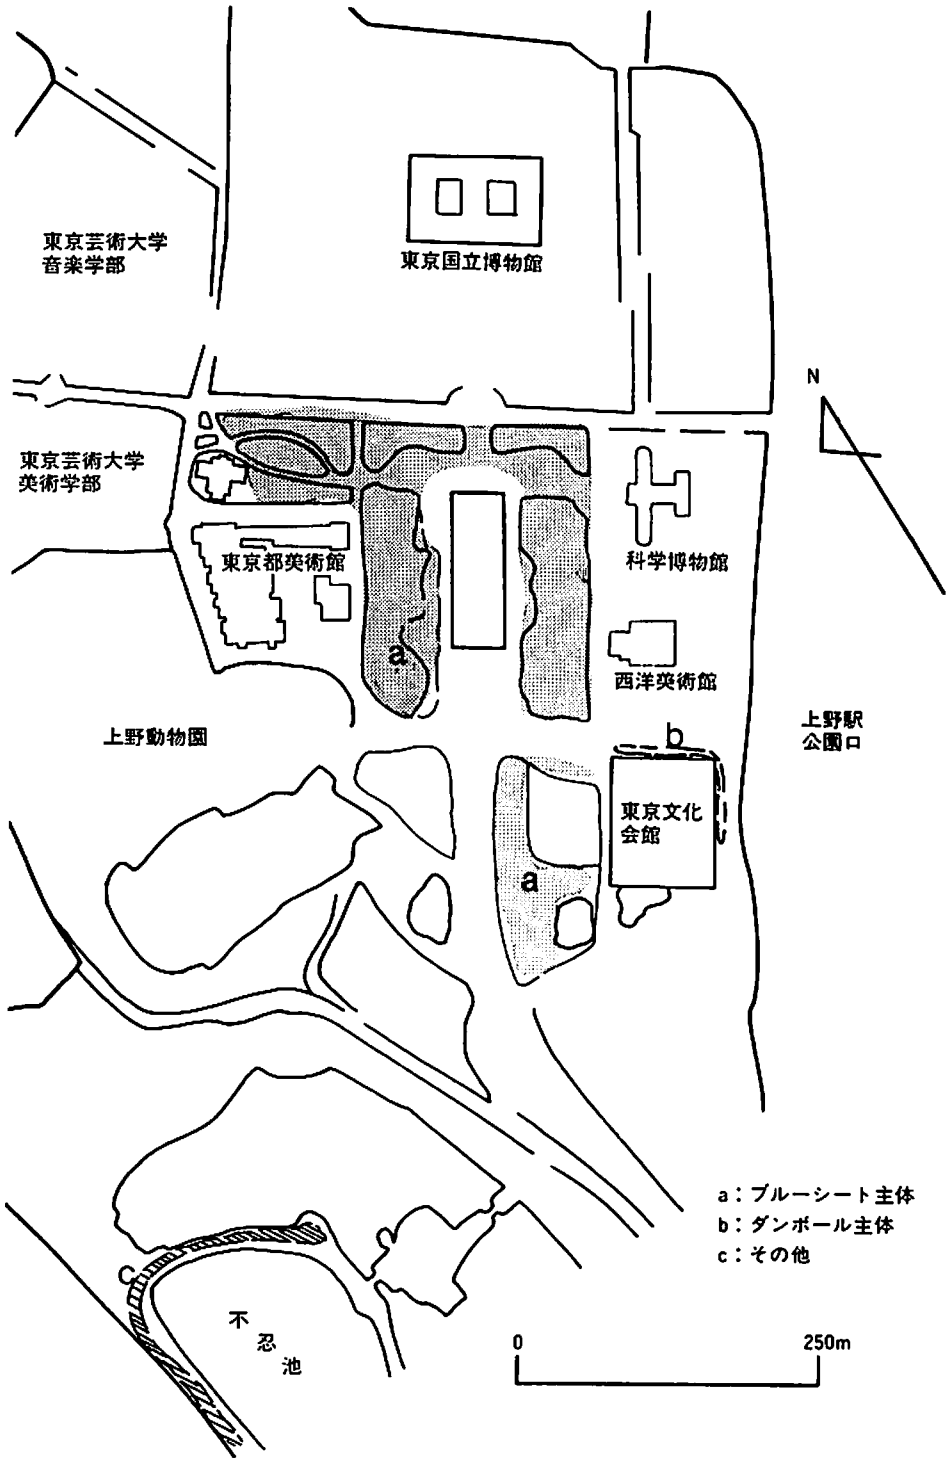 東京芸術大学
音楽学部
東京国立博物館
N
東京芸術大学
美術学部
東京都美術館
科学博物館
a
西洋美術館
上野動物園
b
上野駅
公園口
東京文化
会館
a
a：ブルーシート主体
b：ダンボール主体
c：その他
c
不
忍
池
0 250m